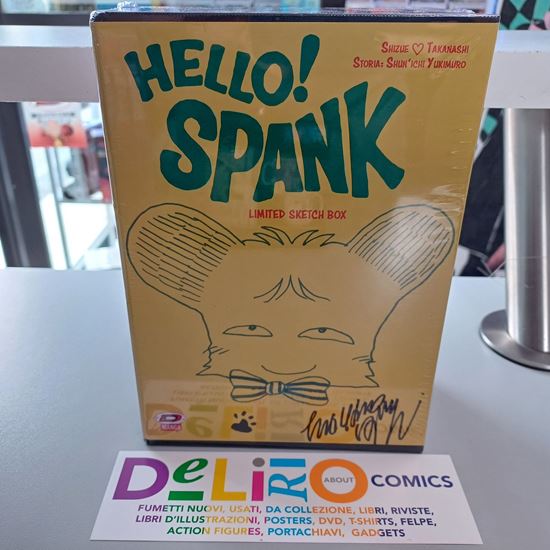 HELLO!
SPANK
SHIZUE ♡ TAKANASHI
STORIA: SHUN'ICHI YUKIMURO
LIMITED SKETCH BOX
D
MANGA
DeLiRiO
ABOUT
COMICS
FUMETTI NUOVI, USATI, DA COLLEZIONE, LIBRI, RIVISTE,
LIBRI D'ILLUSTRAZIONI, POSTERS, DVD, T-SHIRTS, FELPE,
ACTION FIGURES, PORTACHIAVI, GADGETS